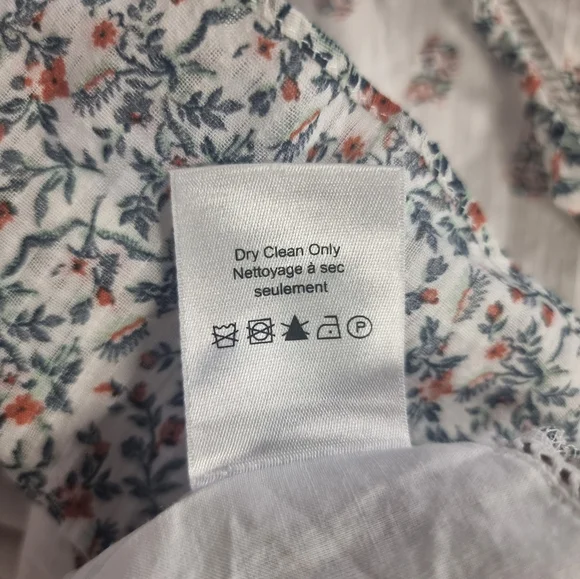 Dry Clean Only
Nettoyage à sec
seulement
P